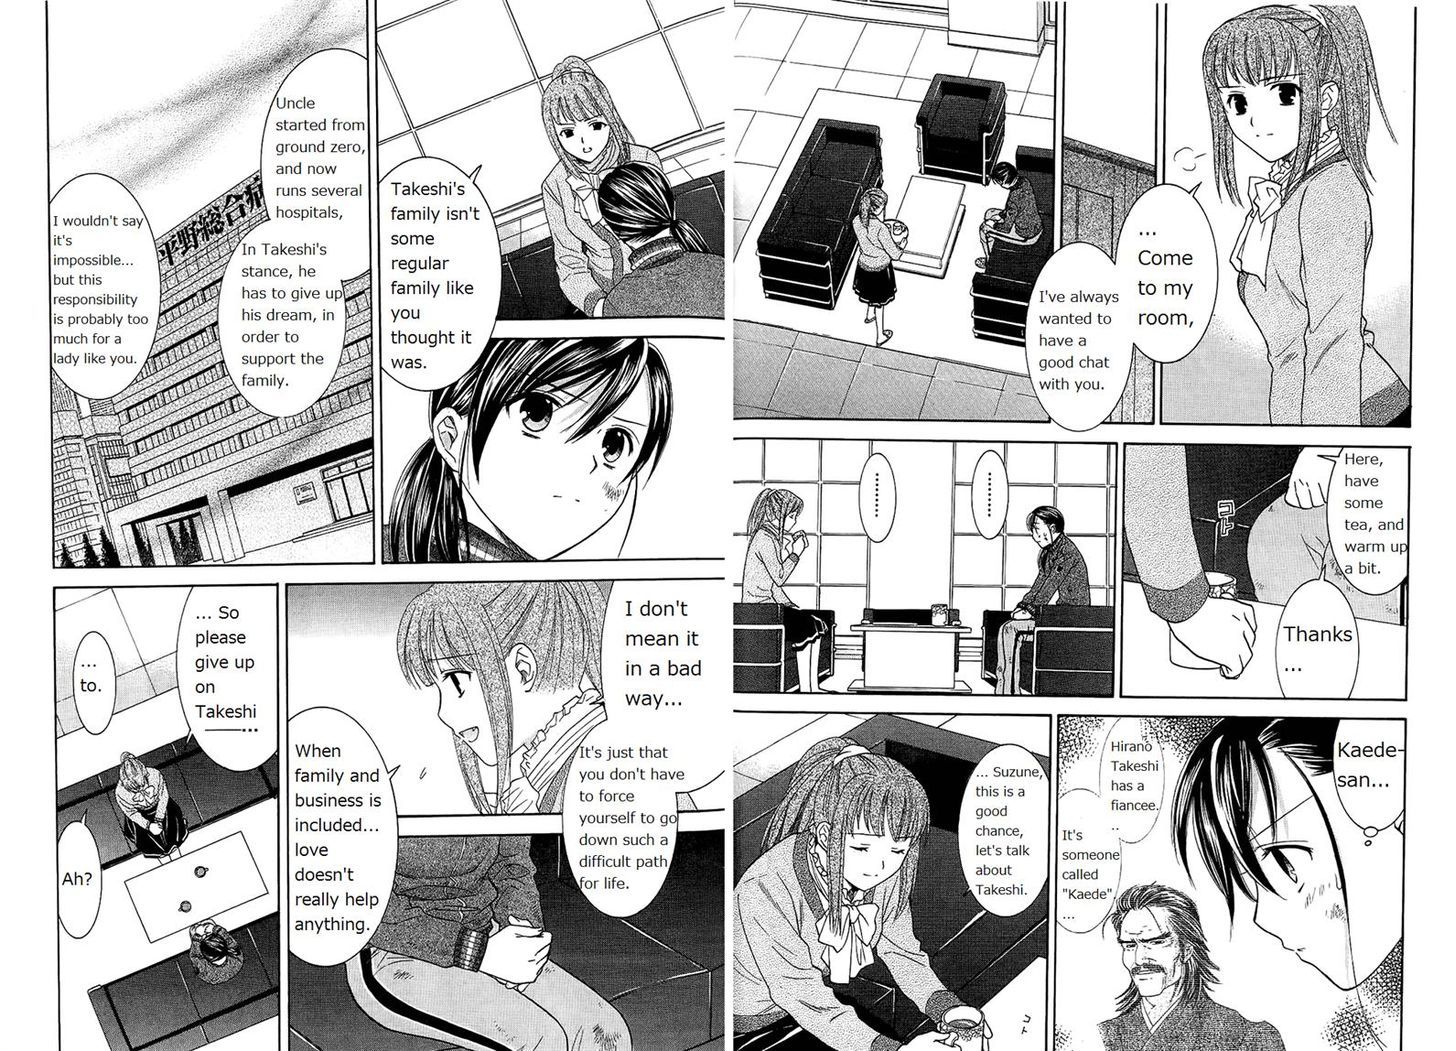 ...
Come
to my
room,
I've always
wanted to
have a
good chat
with you.
Here,
have
some
tea, and
warm up
a bit.
コト
Thanks
...
........
........
Kaede-
san...
Hirano
Takeshi
has a
fiancee.
..
It's
someone
called
"Kaede"
...
... Suzune,
this is a
good
chance,
let's talk
about
Takeshi.
コト
Takeshi's
family isn't
some
regular
family like
you
thought it
was.
Uncle
started from
ground zero,
and now
runs several
hospitals,
In Takeshi's
stance, he
has to give up
his dream, in
order to
support the
family.
平野総合病
I wouldn't say
it's
impossible...
but this
responsibility
is probably too
much for a
lady like you.
I don't
mean it
in a bad
way...
It's just that
you don't have
to force
yourself to go
down such a
difficult path
for life.
When
family and
business is
included...
love
doesn't
really help
anything.
... So
please
give up
on
Takeshi
——...
...
to.
Ah?